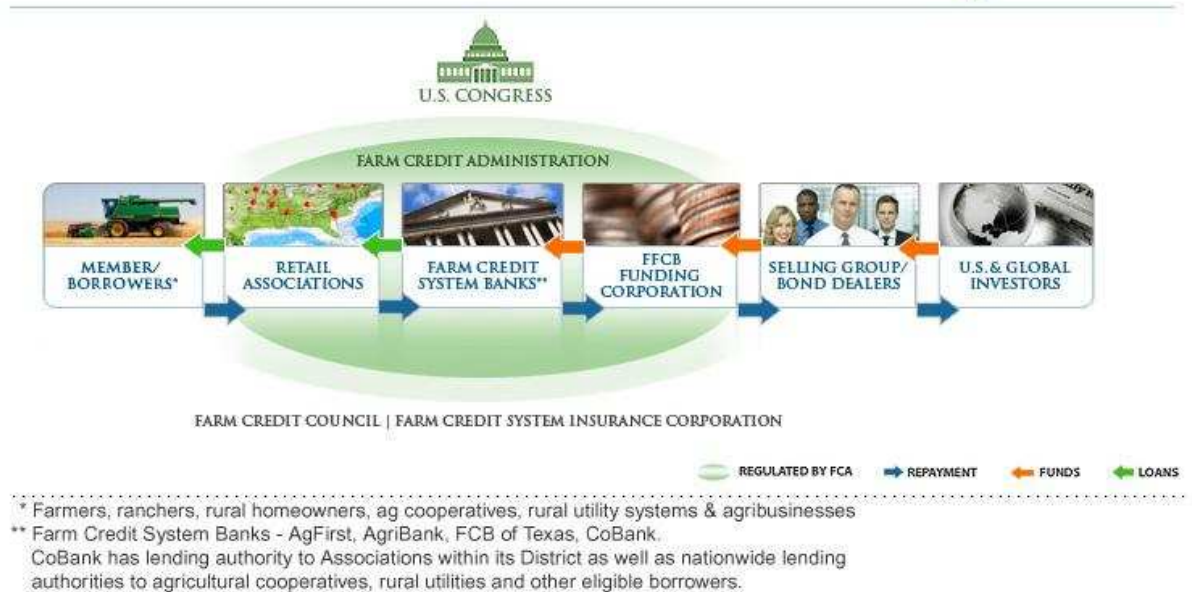 U.S. CONGRESS
FARM CREDIT ADMINISTRATION
MEMBER/
BORROWERS*
RETAIL
ASSOCIATIONS
FARM CREDIT
SYSTEM BANKS**
FFCB
FUNDING
CORPORATION
SELLING GROUP/
BOND DEALERS
U.S. & GLOBAL
INVESTORS
FARM CREDIT COUNCIL | FARM CREDIT SYSTEM INSURANCE CORPORATION
REGULATED BY FCA
REPAYMENT
FUNDS
LOANS
* Farmers, ranchers, rural homeowners, ag cooperatives, rural utility systems & agribusinesses
** Farm Credit System Banks - AgFirst, AgriBank, FCB of Texas, CoBank.
CoBank has lending authority to Associations within its District as well as nationwide lending
authorities to agricultural cooperatives, rural utilities and other eligible borrowers.